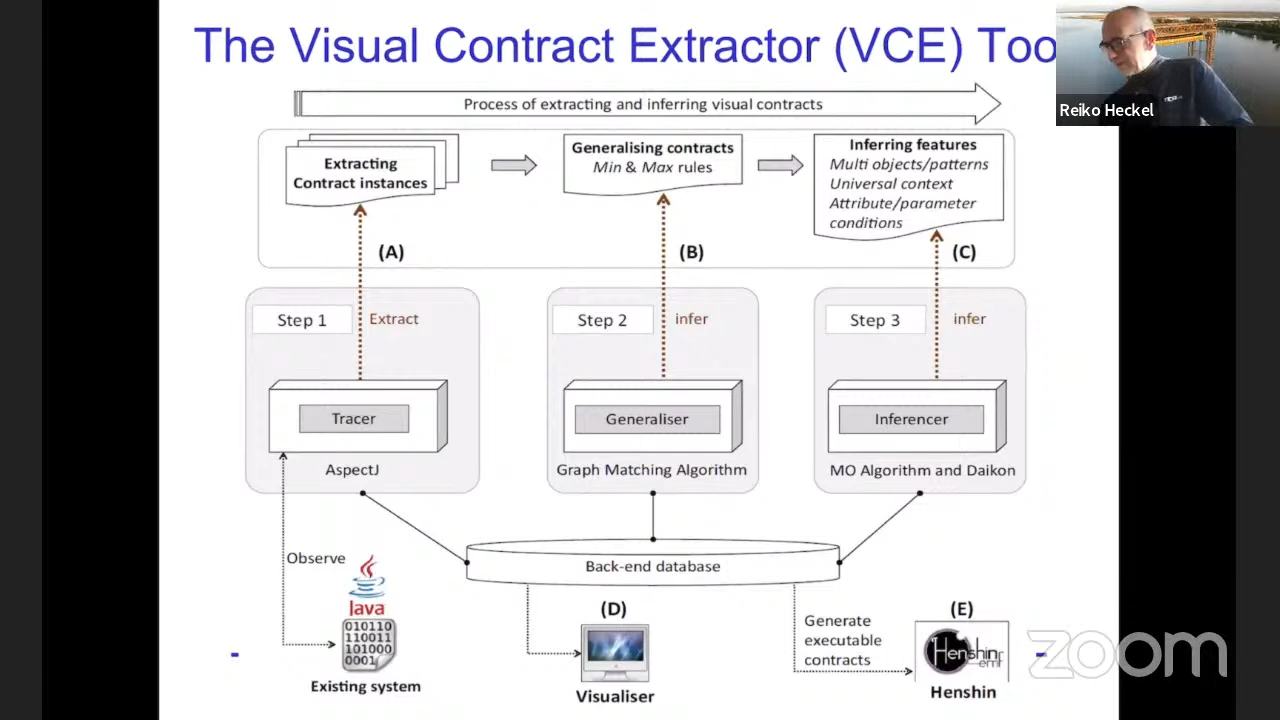 The Visual Contract Extractor (VCE) Too
Reiko Heckel
Process of extracting and inferring visual contracts
Extracting
Contract instances
Generalising contracts
Min & Max rules
Inferring features
Multi objects/patterns
Universal context
Attribute/parameter
conditions
(A)
(B)
(C)
Step 1
Extract
Step 2
infer
Step 3
infer
Tracer
Generaliser
Inferencer
AspectJ
Graph Matching Algorithm
MO Algorithm and Daikon
Observe
Back-end database
Java
010110
110011
101000
0001
Existing system
(D)
Visualiser
Generate
executable
contracts
(E)
Henshin
emf
Henshin
zoom